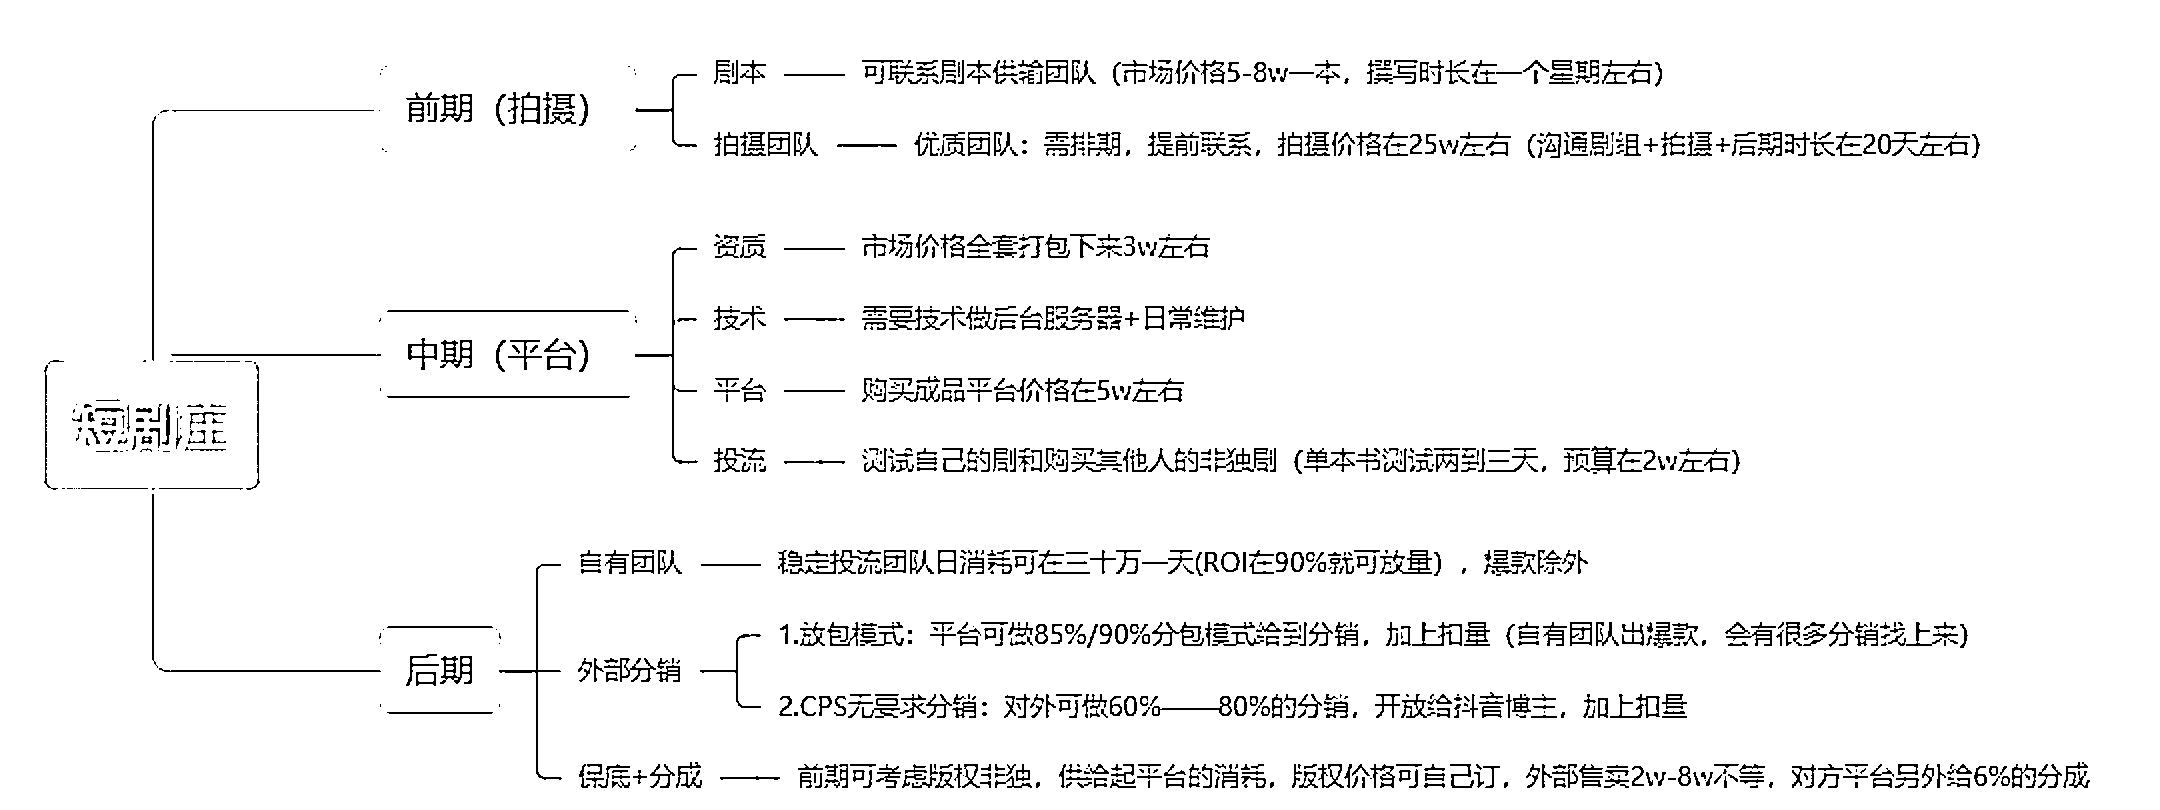 前期（拍摄）
剧本
可联系剧本供输团队（市场价格5-8w一本，撰写时长在一个星期左右）
拍摄团队
优质团队：需排期，提前联系，拍摄价格在25w左右（沟通剧组+拍摄+后期时长在20天左右）
短剧
中期（平台）
资质
市场价格全套打包下来3w左右
技术
需要技术做后台服务器+日常维护
平台
购买成品平台价格在5w左右
投流
测试自己的剧和购买其他人的非独剧（单本书测试两到三天，预算在2w左右）
后期
自有团队
稳定投流团队日消耗可在三十万一天(ROI在90%就可放量），爆款除外
外部分销
1.放包模式：平台可做85%/90%分包模式给到分销，加上扣量（自有团队出爆款，会有很多分销找上来）
2.CPS无要求分销：对外可做60%——80%的分销，开放给抖音博主，加上扣量
保底+分成
前期可考虑版权非独，供给起平台的消耗，版权价格可自己订，外部售卖2w-8w不等，对方平台另外给6%的分成